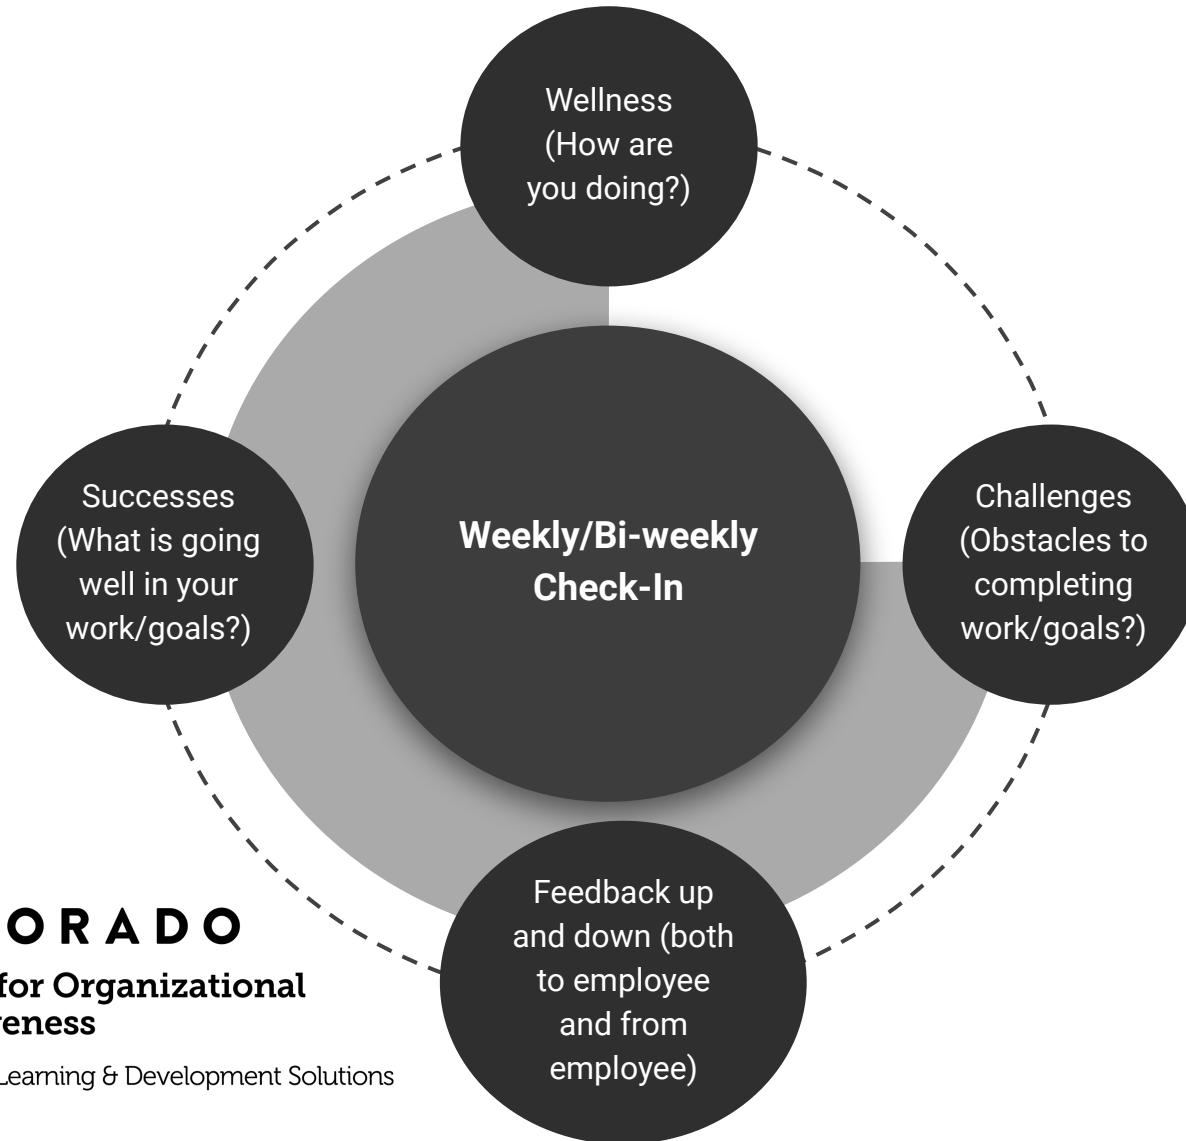 Wellness
(How are
you doing?)
Successes
(What is going
well in your
work/goals?)
Weekly/Bi-weekly
Check-In
Challenges
(Obstacles to
completing
work/goals?)
Feedback up
and down (both
to employee
and from
employee)
ORADO
for Organizational
eness
Learning & Development Solutions